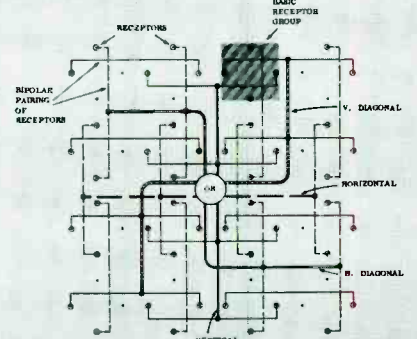 BASIC
RECEPTOR
GROUP
RECEPTORS
BIPOLAR
PAIRING
OF
RECEPTORS
V. DIAGONAL
OR
HORIZONTAL
DIAGONAL